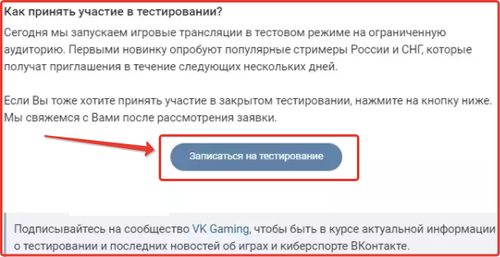 Как принять участие в тестировании?
Сегодня мы запускаем игровые трансляции в тестовом режиме на ограниченную
аудиторию. Первыми новинку опробуют популярные стримеры России и СНГ, которые
получат приглашения в течение следующих нескольких дней.
Если Вы тоже хотите принять участие в закрытом тестировании, нажмите на кнопку ниже.
Мы свяжемся с Вами после рассмотрения заявки.
Записаться на тестирование
Подписывайтесь на сообщество VK Gaming, чтобы быть в курсе актуальной информации
о тестировании и последних новостей об играх и киберспорте ВКонтакте.